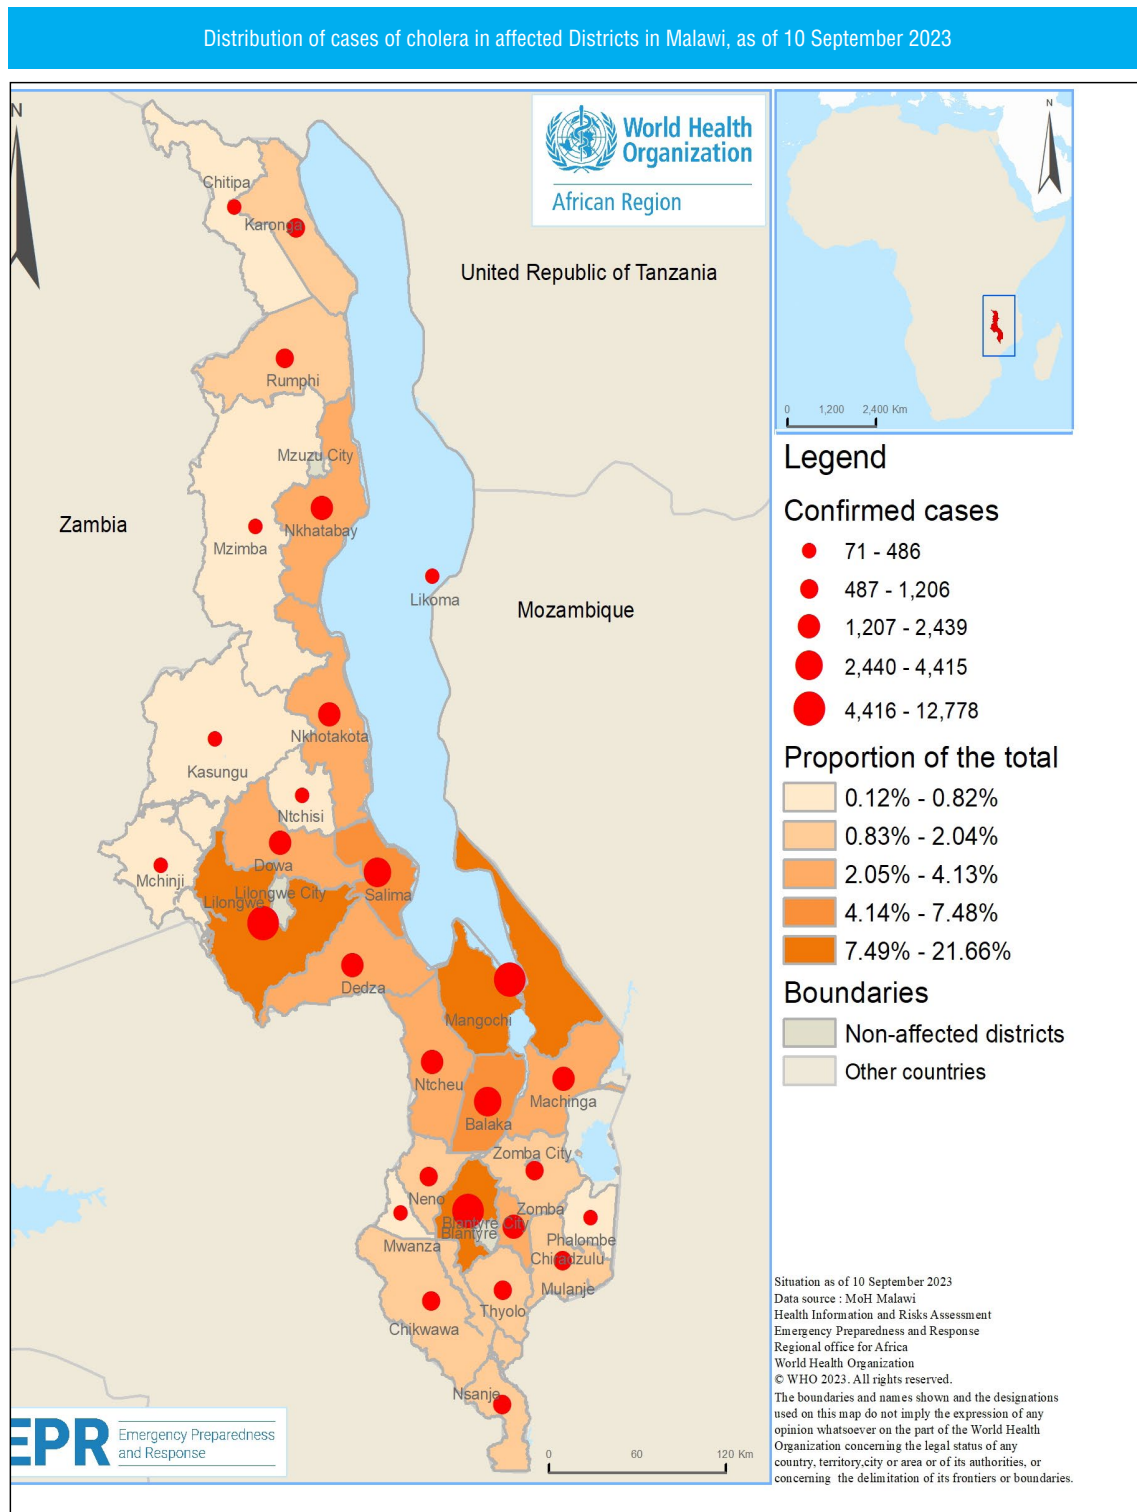 Distribution of cases of cholera in affected Districts in Malawi, as of 10 September 2023
N
World Health
Organization
African Region
N
Chitipa
Karonga
United Republic of Tanzania
Rumphi
0 1,200 2,400 Km
Mzuzu City
Zambia
Nkhatabay
Mzimba
Likoma
Mozambique
Nkhotakota
Kasungu
Ntchisi
Dowa
Mchinji
Lilongwe City
Salima
Lilongwe
Dedza
Mangochi
Ntcheu
Machinga
Balaka
Zomba City
Neno
Zomba
Blantyre City
Blantyre
Phalombe
Mwanza
Chiradzulu
Mulanje
Thyolo
Chikwawa
Nsanje
Legend
Confirmed cases
71 - 486
487 - 1,206
1,207 - 2,439
2,440 - 4,415
4,416 - 12,778
Proportion of the total
0.12% - 0.82%
0.83% - 2.04%
2.05% - 4.13%
4.14% - 7.48%
7.49% - 21.66%
Boundaries
Non-affected districts
Other countries
Situation as of 10 September 2023
Data source : MoH Malawi
Health Information and Risks Assessment
Emergency Preparedness and Response
Regional office for Africa
World Health Organization
© WHO 2023. All rights reserved.
The boundaries and names shown and the designations
used on this map do not imply the expression of any
opinion whatsoever on the part of the World Health
Organization concerning the legal status of any
country, territory,city or area or of its authorities, or
concerning the delimitation of its frontiers or boundaries.
EPR
Emergency Preparedness
and Response
0 60 120 Km